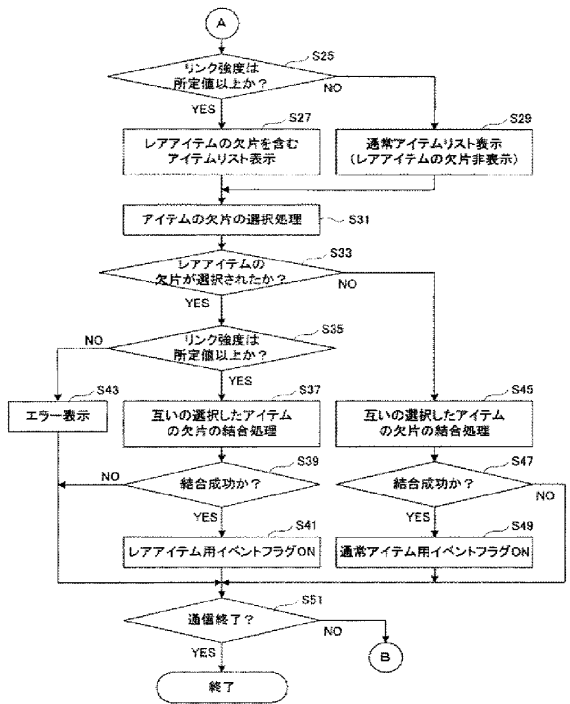 A
S25
リンク強度は
所定値以上か？
NO
YES
S27
レアアイテムの欠片を含む
アイテムリスト表示
S29
通常アイテムリスト表示
(レアアイテムの欠片非表示)
アイテムの欠片の選択処理
S31
S33
レアアイテムの
欠片が選択されたか？
NO
YES
S35
NO
リンク強度は
所定値以上か？
YES
S43
エラー表示
S37
互いの選択したアイテム
の欠片の結合処理
S45
互いの選択したアイテム
の欠片の結合処理
S39
NO
結合成功か？
YES
S47
結合成功か？
NO
YES
S41
レアアイテム用イベントフラグON
S49
通常アイテム用イベントフラグON
S51
通信終了？
NO
YES
B
終了